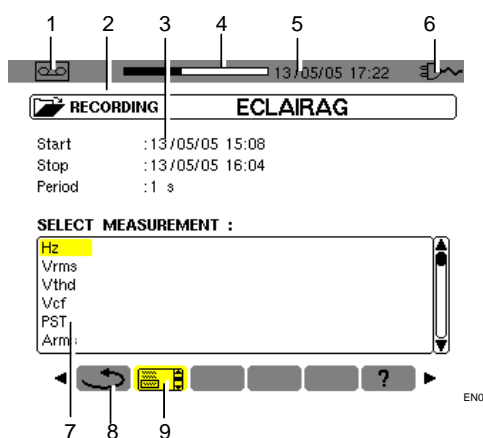 1 2 3 4 5 6
13/05/05 17:22
RECORDING ECLAIRAG
Start :13/05/05 15:08
Stop :13/05/05 16:04
Period :1 s
SELECT MEASUREMENT :
Hz
Vrms
Vthd
Vcf
PST
Arms
?
EN0
7 8 9